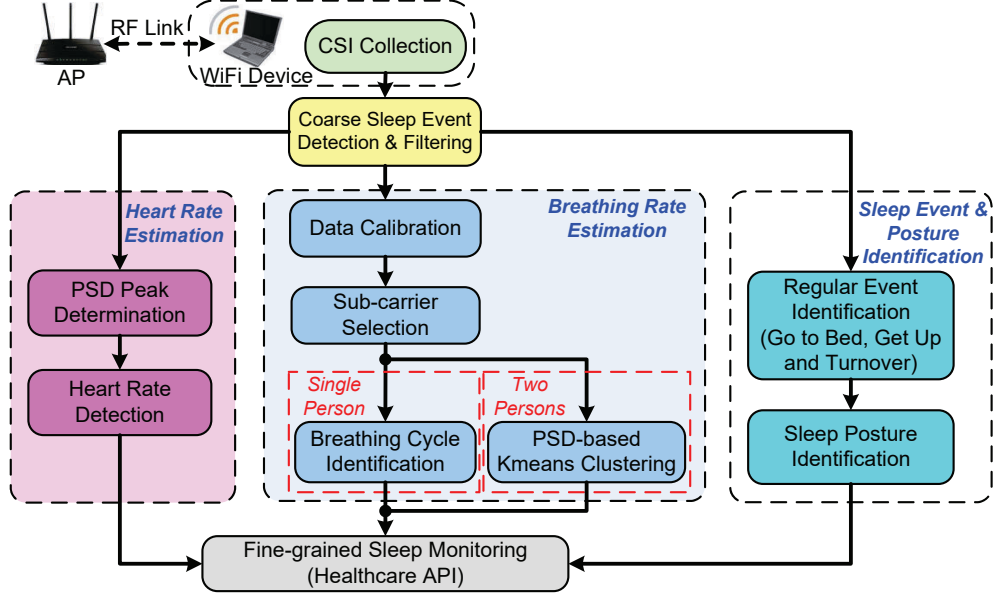 RF Link
AP
WiFi Device
CSI Collection
Coarse Sleep Event
Detection & Filtering
Heart Rate
Estimation
PSD Peak
Determination
Heart Rate
Detection
Breathing Rate
Estimation
Data Calibration
Sub-carrier
Selection
Single
Person
Breathing Cycle
Identification
Two
Persons
PSD-based
Kmeans Clustering
Sleep Event &
Posture
Identification
Regular Event
Identification
(Go to Bed, Get Up
and Turnover)
Sleep Posture
Identification
Fine-grained Sleep Monitoring
(Healthcare API)